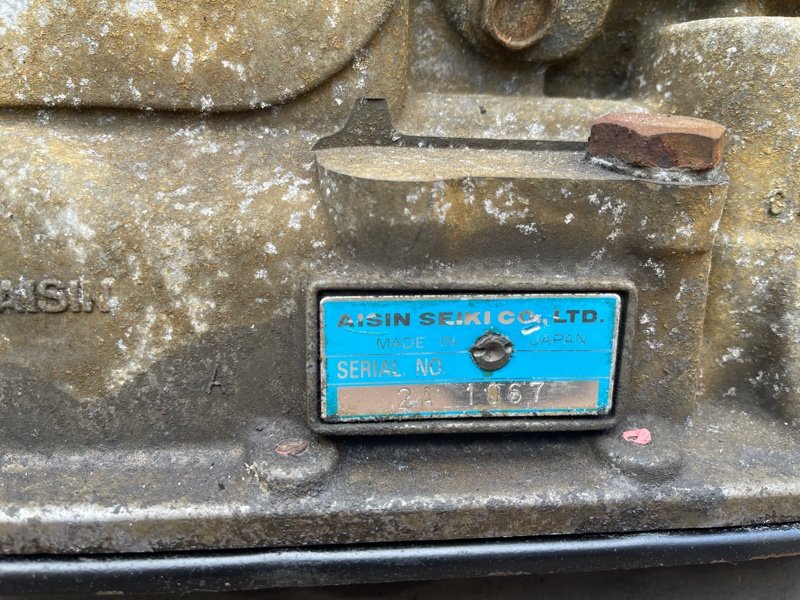 AISIN
AISIN SEIKI CO., LTD.
MADE IN JAPAN
SERIAL NO
2A 1067
A